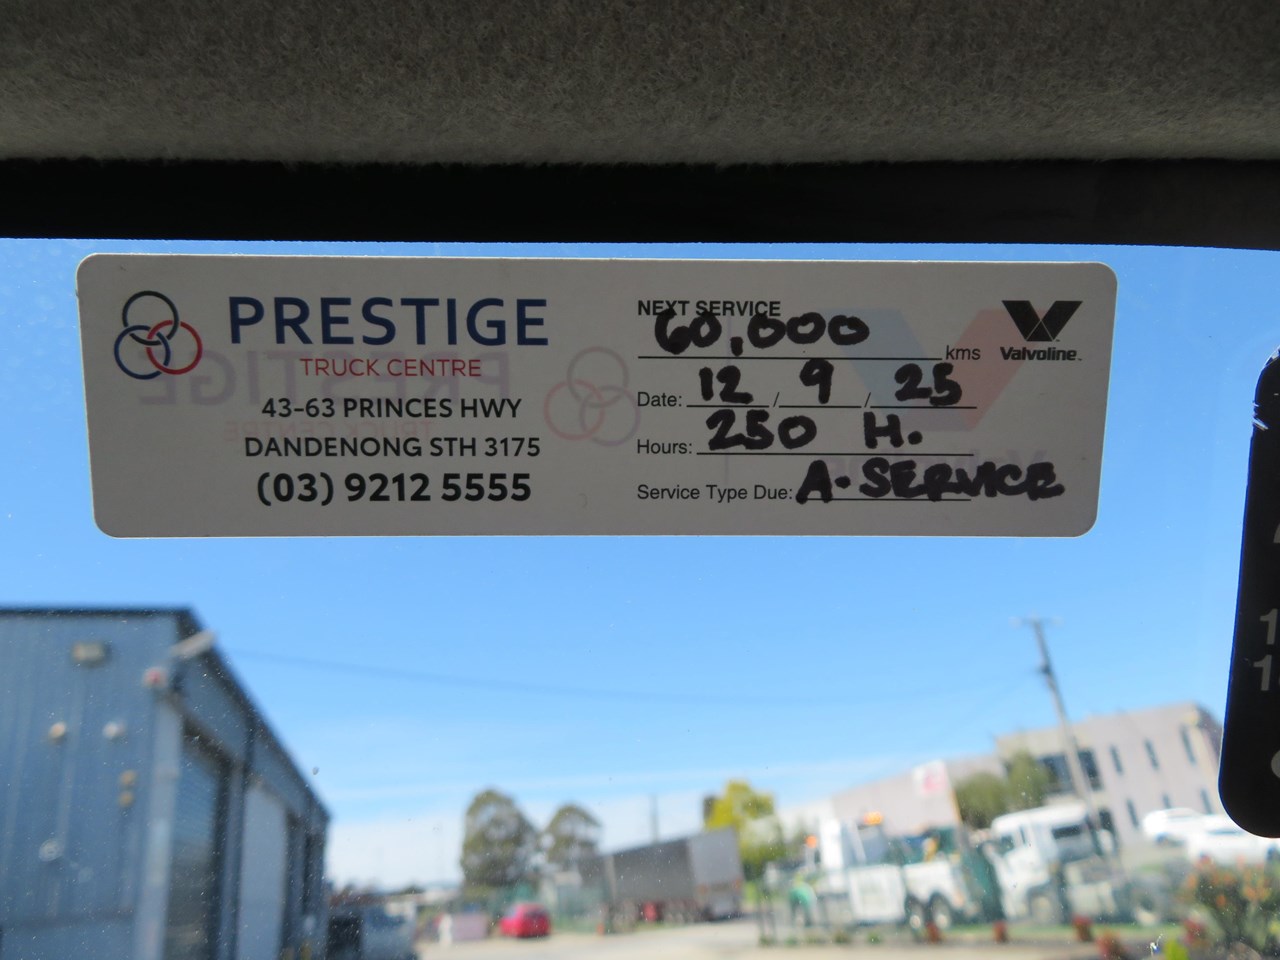 PRESTIGE
TRUCK CENTRE
43-63 PRINCES HWY
DANDENONG STH 3175
(03) 9212 5555
NEXT SERVICE
60,000 kms
Date: 12 / 9 / 25
Hours: 250 H.
Service Type Due: A-SERVICE
Valvoline